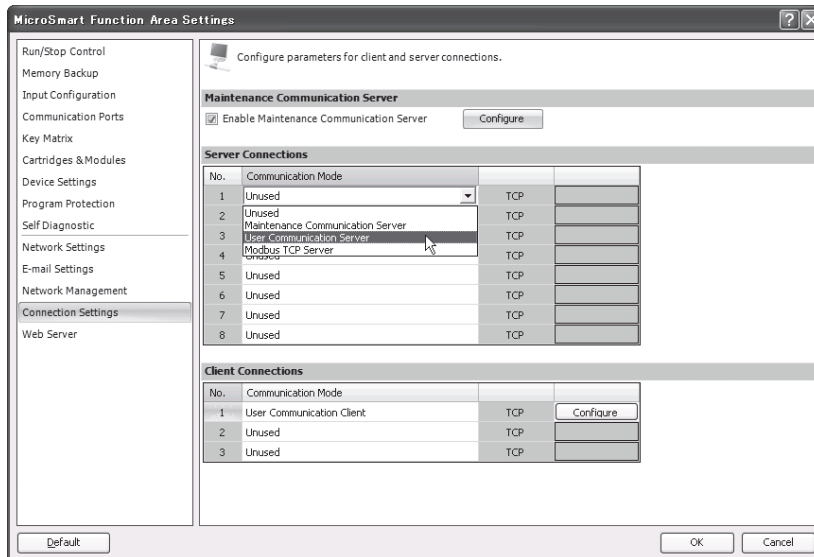 MicroSmart Function Area Settings
Run/Stop Control
Memory Backup
Input Configuration
Communication Ports
Key Matrix
Cartridges &Modules
Device Settings
Program Protection
Self Diagnostic
Network Settings
E-mail Settings
Network Management
Connection Settings
Web Server
Configure parameters for client and server connections.
Maintenance Communication Server
Enable Maintenance Communication Server Configure
Server Connections
No. Communication Mode
1 Unused TCP
2 Unused TCP
Maintenance Communication Server
3 User Communication Server TCP
Modbus TCP Server
4 Unused TCP
5 Unused TCP
6 Unused TCP
7 Unused TCP
8 Unused TCP
Client Connections
No. Communication Mode
1 User Communication Client TCP Configure
2 Unused TCP
3 Unused TCP
Default OK Cancel